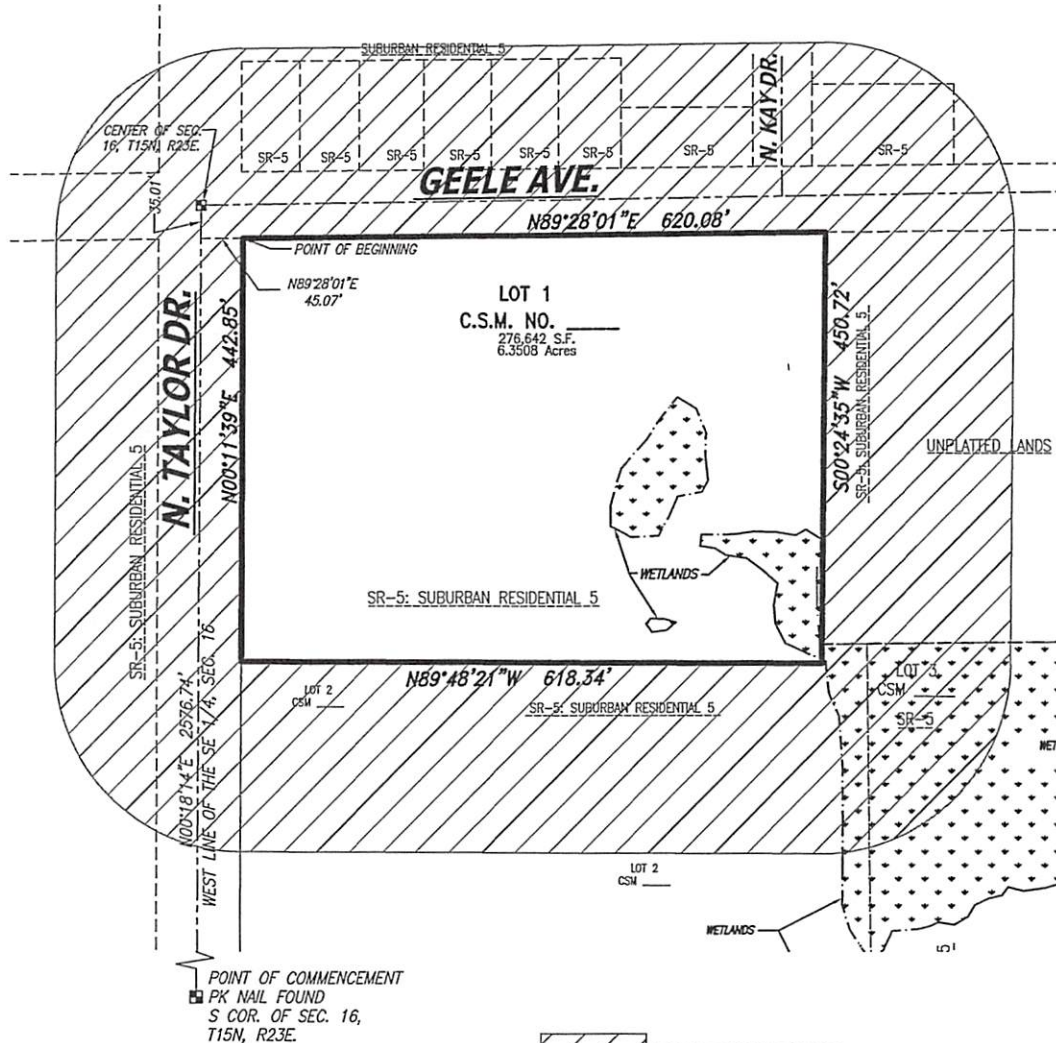 SUBURBAN RESIDENTIAL 5
N. KAY DR.
CENTER OF SEC.
16, T15N, R23E.
SR-5
SR-5
SR-5
SR-5
SR-5
SR-5
SR-5
SR-5
GEELE AVE.
35.01'
N89°28'01"E 620.08'
POINT OF BEGINNING
N89°28'01"E
45.07'
LOT 1
C.S.M. NO. ______
276,642 S.F.
6.3508 Acres
N. TAYLOR DR.
N00°11'39"E 442.85'
S00°24'35"W 450.72'
SR-5: SUBURBAN RESIDENTIAL 5
UNPLATTED LANDS
SR-5: SUBURBAN RESIDENTIAL 5
WETLANDS
SR-5: SUBURBAN RESIDENTIAL 5
N89°48'21"W 618.34'
LOT 2
CSM ____
SR-5: SUBURBAN RESIDENTIAL 5
LOT 3
CSM ____
SR-5
WET
N00°18'14"E 2576.74'
WEST LINE OF THE SE 1/4, SEC. 16
LOT 2
CSM ____
WETLANDS
5
POINT OF COMMENCEMENT
PK NAIL FOUND
S COR. OF SEC. 16,
T15N, R23E.